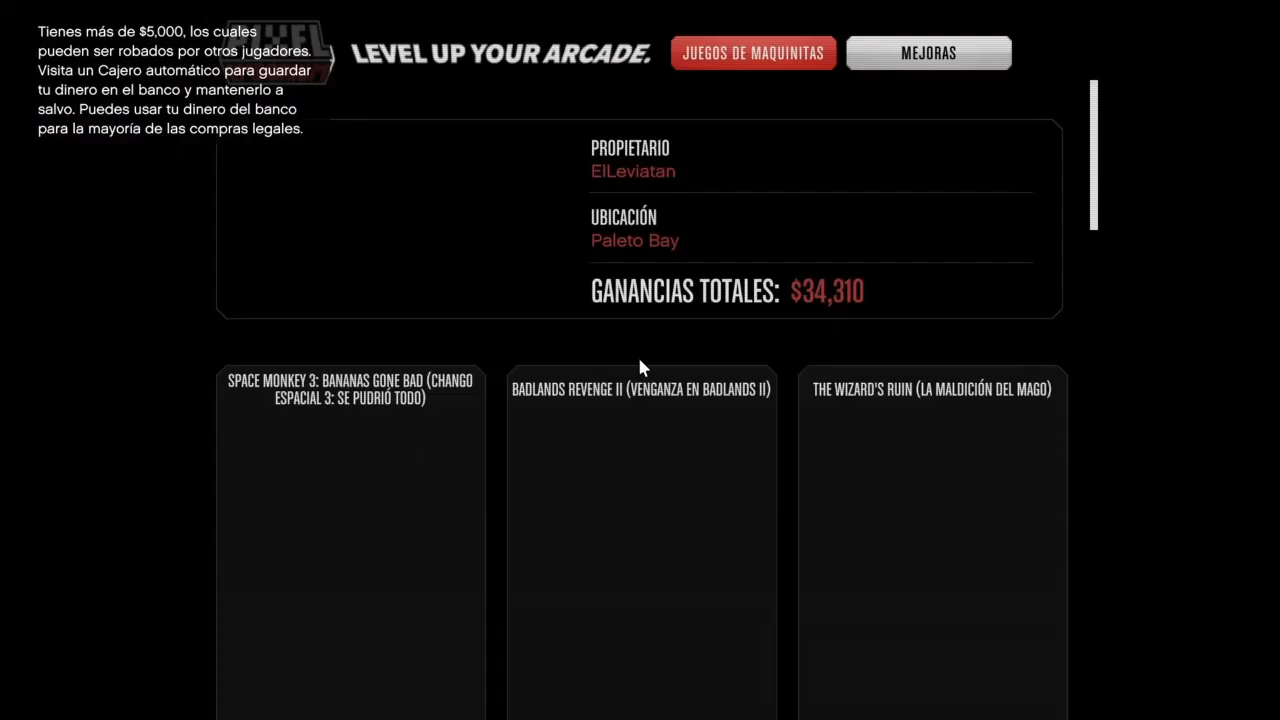 Tienes más de $5,000, los cuales
pueden ser robados por otros jugadores.
Visita un Cajero automático para guardar
tu dinero en el banco y mantenerlo a
salvo. Puedes usar tu dinero del banco
para la mayoría de las compras legales.
PIXEL
LEVEL UP YOUR ARCADE.
JUEGOS DE MAQUINITAS
MEJORAS
PROPIETARIO
ElLeviatan
UBICACIÓN
Paleto Bay
GANANCIAS TOTALES: $34,310
SPACE MONKEY 3: BANANAS GONE BAD (CHANGO
ESPACIAL 3: SE PUDRIÓ TODO)
BADLANDS REVENGE II (VENGANZA EN BADLANDS II)
THE WIZARD'S RUIN (LA MALDICIÓN DEL MAGO)